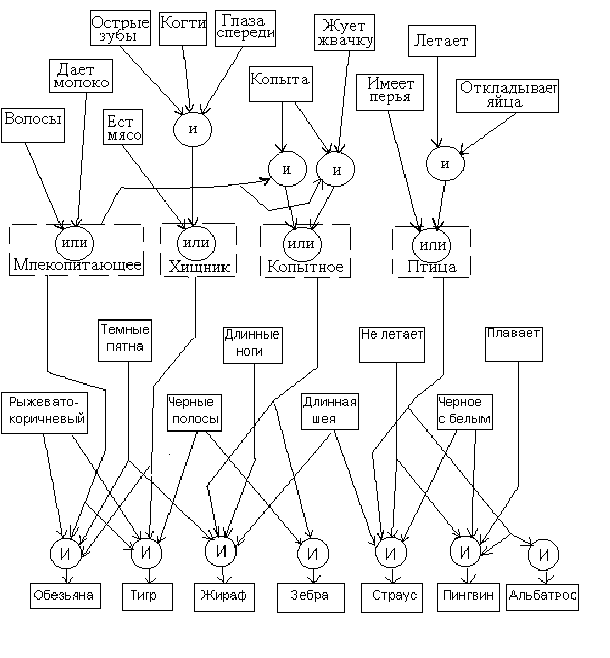 Острые
зубы
Когти
Глаза
спереди
Жует
жвачку
Летает
Дает
молоко
Копыта
Имеет
перья
Откладывает
яйца
Волосы
Ест
мясо
и
и
и
и
или
Млекопитающее
или
Хищник
или
Копытное
или
Птица
Темные
пятна
Длинные
ноги
Не летает
Плавает
Рыжевато-
коричневый
Черные
полосы
Длинная
шея
Черное
с белым
И
И
И
И
И
И
И
Обезьяна
Тигр
Жираф
Зебра
Страус
Пингвин
Альбатрос